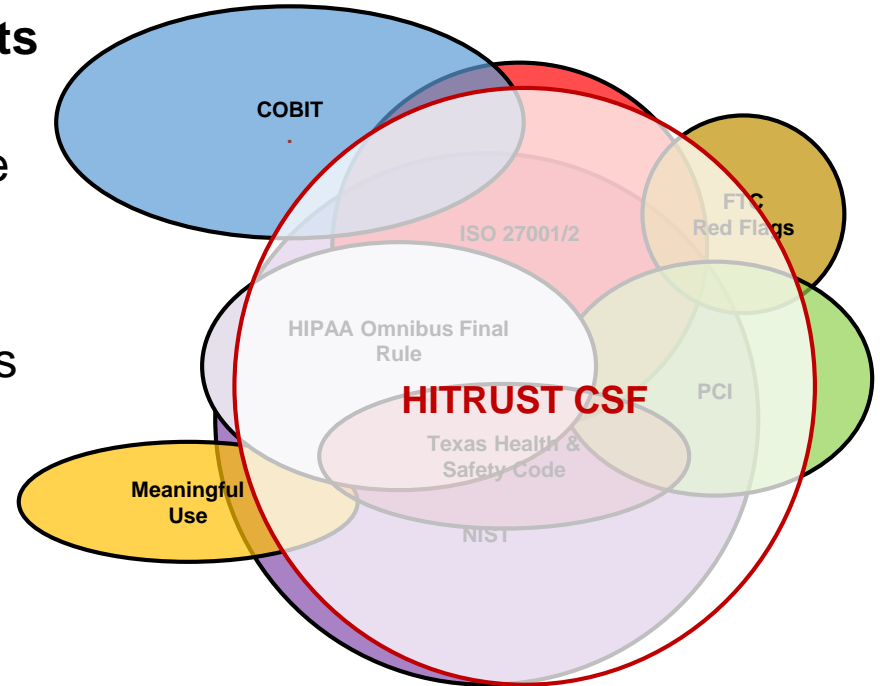 ts
COBIT
.
e
FTC
Red Flags
ISO 27001/2
HIPAA Omnibus Final
Rule
s
HITRUST CSF
PCI
Texas Health &
Safety Code
Meaningful
Use
NIST